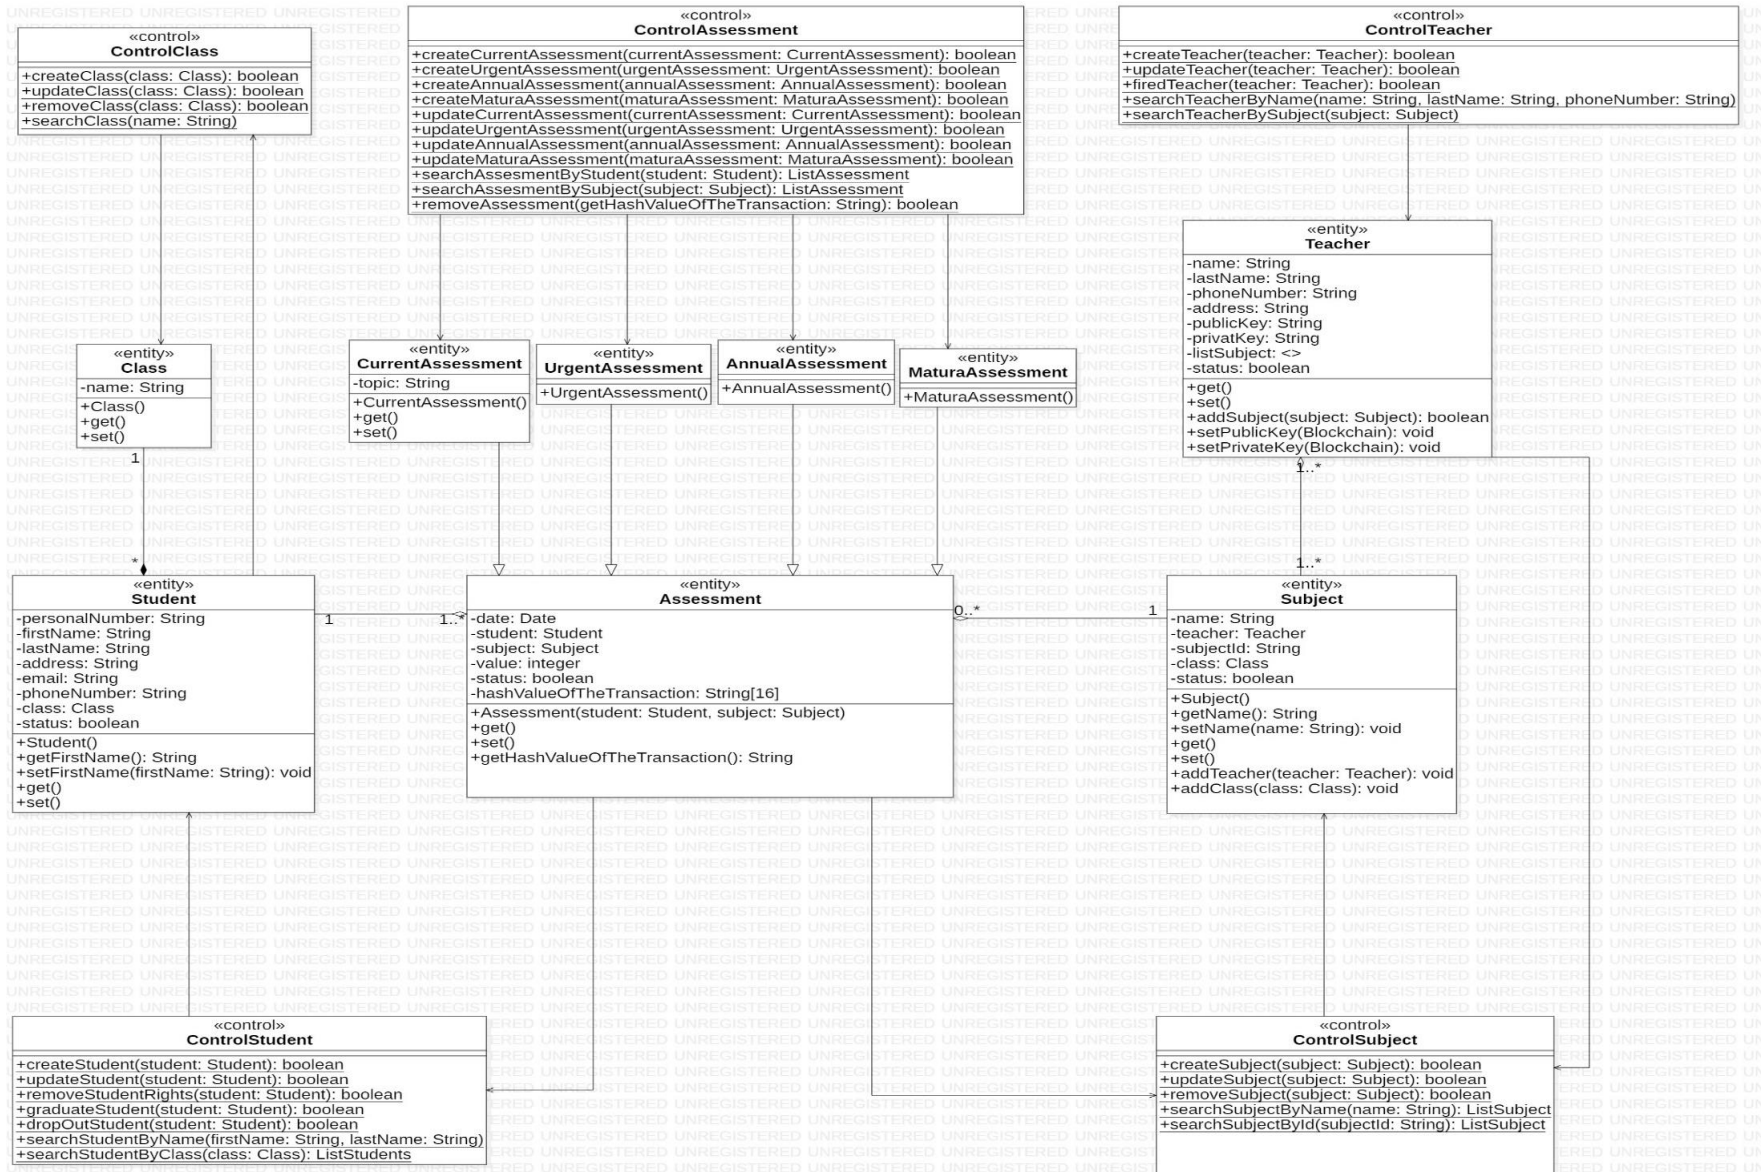 «control»
ControlClass
+createClass(class: Class): boolean
+updateClass(class: Class): boolean
+removeClass(class: Class): boolean
+searchClass(name: String)
«control»
ControlAssessment
+createCurrentAssessment(currentAssessment: CurrentAssessment): boolean
+createUrgentAssessment(urgentAssessment: UrgentAssessment): boolean
+createAnnualAssessment(annualAssessment: AnnualAssessment): boolean
+createMaturaAssessment(maturaAssessment: MaturaAssessment): boolean
+updateCurrentAssessment(currentAssessment: CurrentAssessment): boolean
+updateUrgentAssessment(urgentAssessment: UrgentAssessment): boolean
+updateAnnualAssessment(annualAssessment: AnnualAssessment): boolean
+updateMaturaAssessment(maturaAssessment: MaturaAssessment): boolean
+searchAssesmentByStudent(student: Student): ListAssessment
+searchAssesmentBySubject(subject: Subject): ListAssessment
+removeAssessment(getHashValueOfTheTransaction: String): boolean
«control»
ControlTeacher
+createTeacher(teacher: Teacher): boolean
+updateTeacher(teacher: Teacher): boolean
+firedTeacher(teacher: Teacher): boolean
+searchTeacherByName(name: String, lastName: String, phoneNumber: String)
+searchTeacherBySubject(subject: Subject)
«entity»
Teacher
-name: String
-lastName: String
-phoneNumber: String
-address: String
-publicKey: String
-privatKey: String
-listSubject: <>
-status: boolean
+get()
+set()
+addSubject(subject: Subject): boolean
+setPublicKey(Blockchain): void
+setPrivateKey(Blockchain): void
1..*
1..*
«entity»
Class
-name: String
+Class()
+get()
+set()
1
*
«entity»
CurrentAssessment
-topic: String
+CurrentAssessment()
+get()
+set()
«entity»
UrgentAssessment
+UrgentAssessment()
«entity»
AnnualAssessment
+AnnualAssessment()
«entity»
MaturaAssessment
+MaturaAssessment()
«entity»
Student
-personalNumber: String
-firstName: String
-lastName: String
-address: String
-email: String
-phoneNumber: String
-class: Class
-status: boolean
+Student()
+getFirstName(): String
+setFirstName(firstName: String): void
+get()
+set()
1
1..*
«entity»
Assessment
-date: Date
-student: Student
-subject: Subject
-value: integer
-status: boolean
-hashValueOfTheTransaction: String[16]
+Assessment(student: Student, subject: Subject)
+get()
+set()
+getHashValueOfTheTransaction(): String
0..*
1
«entity»
Subject
-name: String
-teacher: Teacher
-subjectId: String
-class: Class
-status: boolean
+Subject()
+getName(): String
+setName(name: String): void
+get()
+set()
+addTeacher(teacher: Teacher): void
+addClass(class: Class): void
«control»
ControlStudent
+createStudent(student: Student): boolean
+updateStudent(student: Student): boolean
+removeStudentRights(student: Student): boolean
+graduateStudent(student: Student): boolean
+dropOutStudent(student: Student): boolean
+searchStudentByName(firstName: String, lastName: String)
+searchStudentByClass(class: Class): ListStudents
«control»
ControlSubject
+createSubject(subject: Subject): boolean
+updateSubject(subject: Subject): boolean
+removeSubject(subject: Subject): boolean
+searchSubjectByName(name: String): ListSubject
+searchSubjectById(subjectId: String): ListSubject
UNREGISTERED